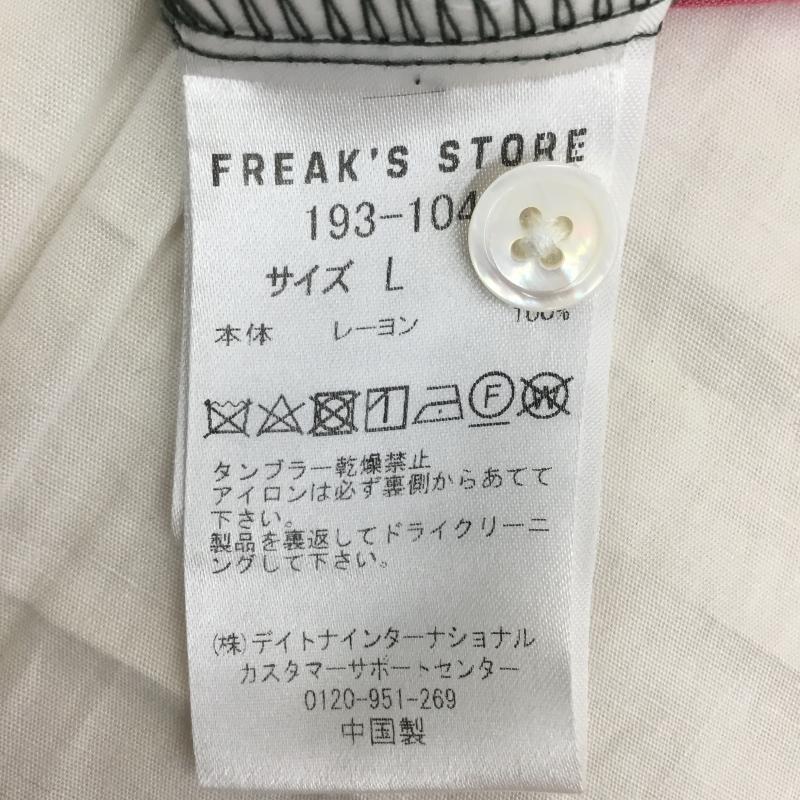 FREAK'S STORE
193-104
サイズ L
本体 レーヨン 100%
F
W
タンブラー乾燥禁止
アイロンは必ず裏側からあてて
下さい。
製品を裏返してドライクリーニ
ングして下さい。
(株)デイトナインターナショナル
カスタマーサポートセンター
0120-951-269
中国製